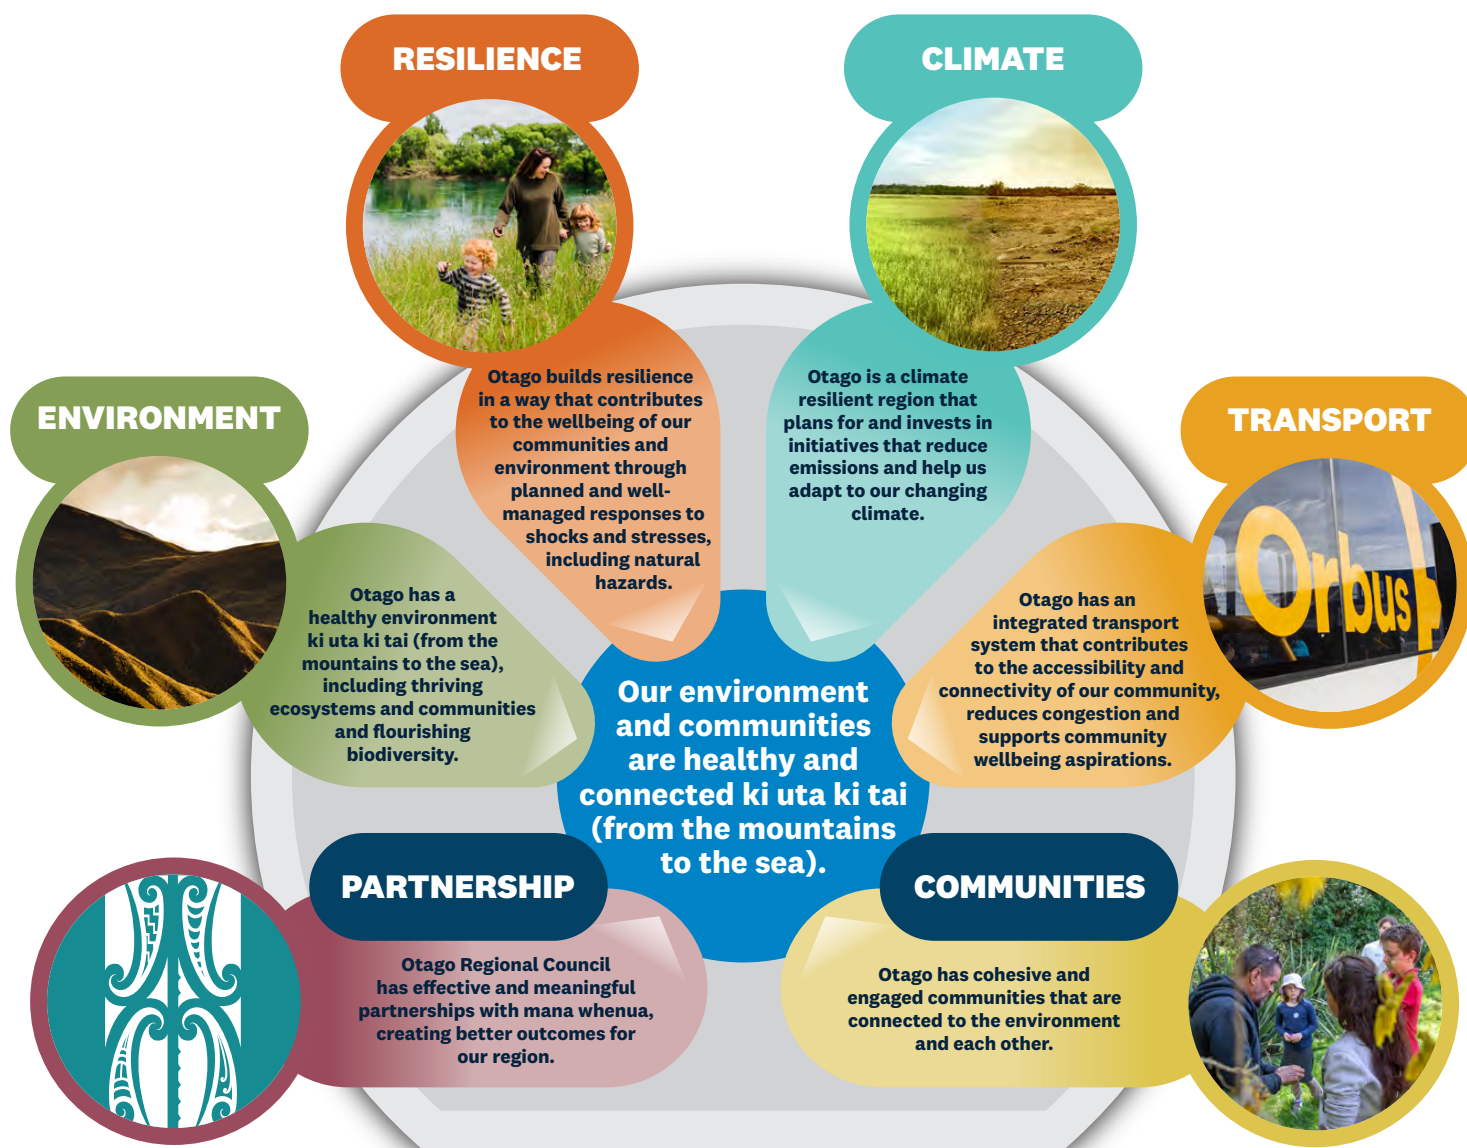 RESILIENCE
Otago builds resilience
in a way that contributes
to the wellbeing of our
communities and
environment through
planned and well-
managed responses to
shocks and stresses,
including natural
hazards.
CLIMATE
Otago is a climate
resilient region that
plans for and invests in
initiatives that reduce
emissions and help us
adapt to our changing
climate.
ENVIRONMENT
Otago has a
healthy environment
ki uta ki tai (from the
mountains to the sea),
including thriving
ecosystems and communities
and flourishing
biodiversity.
TRANSPORT
Orbus
Otago has an
integrated transport
system that contributes
to the accessibility and
connectivity of our community,
reduces congestion and
supports community
wellbeing aspirations.
Our environment
and communities
are healthy and
connected ki uta ki tai
(from the mountains
to the sea).
PARTNERSHIP
Otago Regional Council
has effective and meaningful
partnerships with mana whenua,
creating better outcomes for
our region.
COMMUNITIES
Otago has cohesive and
engaged communities that are
connected to the environment
and each other.